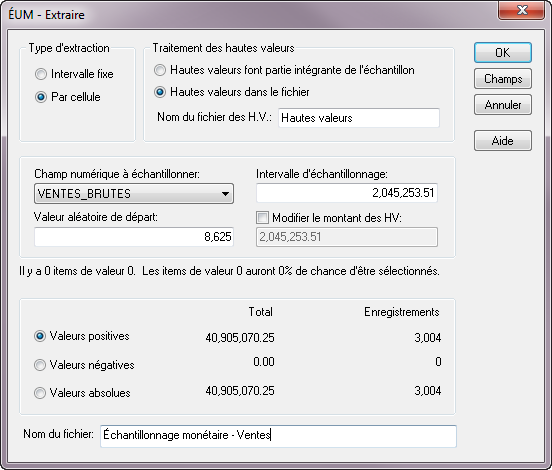 ÉUM - Extraire
Type d'extraction
Intervalle fixe
Par cellule
Traitement des hautes valeurs
Hautes valeurs font partie intégrante de l'échantillon
Hautes valeurs dans le fichier
Nom du fichier des H.V.: Hautes valeurs
OK
Champs
Annuler
Aide
Champ numérique à échantillonner:
VENTES_BRUTES
Intervalle d'échantillonnage:
2,045,253.51
Valeur aléatoire de départ:
8,625
Modifier le montant des HV:
2,045,253.51
Il y a 0 items de valeur 0. Les items de valeur 0 auront 0% de chance d'être sélectionnés.
Total Enregistrements
Valeurs positives 40,905,070.25 3,004
Valeurs négatives 0.00 0
Valeurs absolues 40,905,070.25 3,004
Nom du fichier: Échantillonnage monétaire - Ventes